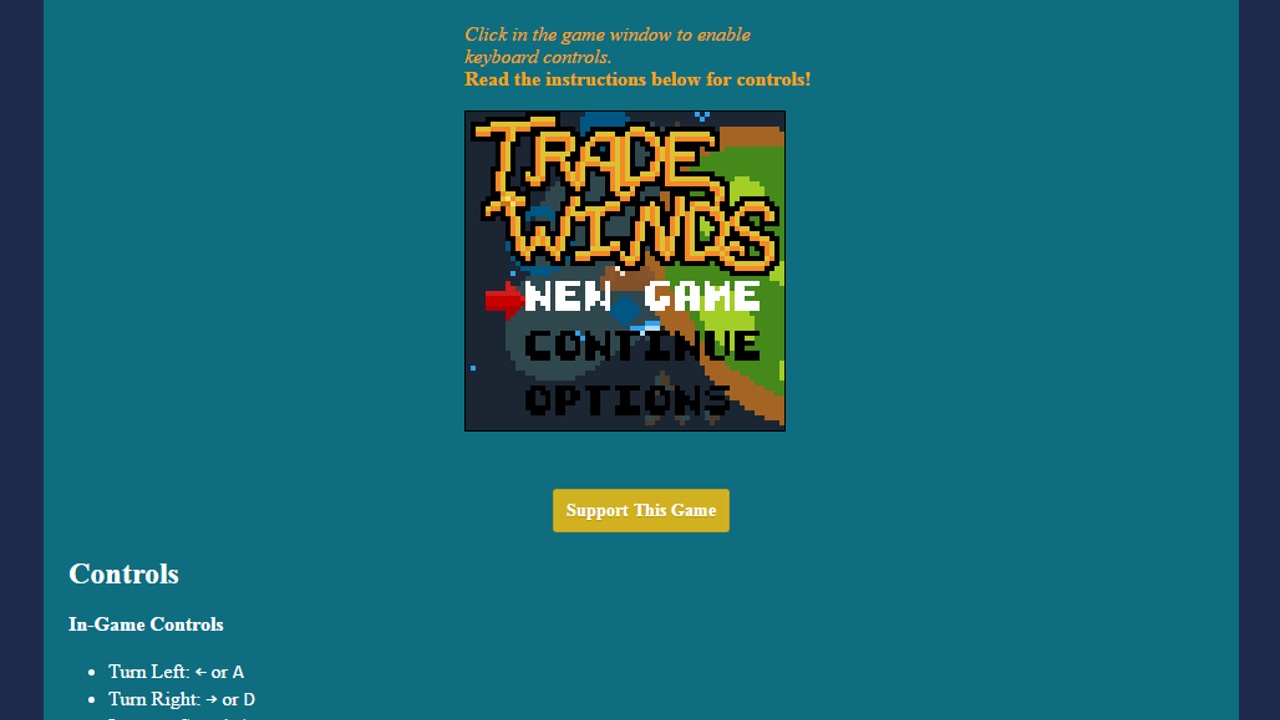 Click in the game window to enable
keyboard controls.
Read the instructions below for controls!
TRADE
WINDS
NEW GAME
CONTINUE
OPTIONS
Support This Game
Controls
In-Game Controls
• Turn Left: ← or A
• Turn Right: → or D